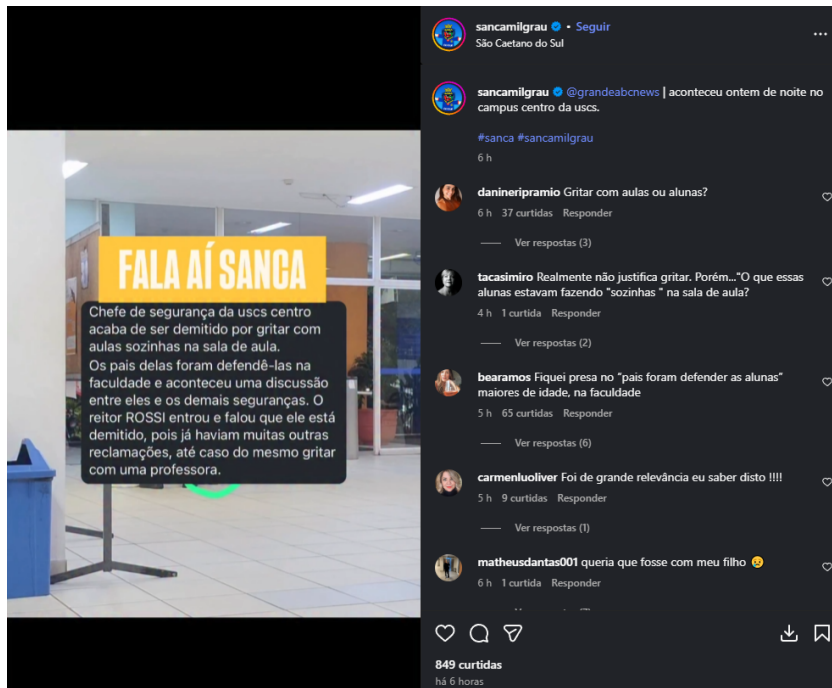 FALA AÍ SANCA
Chefe de segurança da uscs centro
acaba de ser demitido por gritar com
aulas sozinhas na sala de aula.
Os pais delas foram defendê-las na
faculdade e aconteceu uma discussão
entre eles e os demais seguranças. O
reitor ROSSI entrou e falou que ele está
demitido, pois já haviam muitas outras
reclamações, até caso do mesmo gritar
com uma professora.
sancamilgrau • Seguir
São Caetano do Sul
sancamilgrau @grandeabcnews | aconteceu ontem de noite no
campus centro da uscs.
#sanca #sancamilgrau
6 h
danineripramio Gritar com aulas ou alunas?
6 h 37 curtidas Responder
Ver respostas (3)
tacasimiro Realmente não justifica gritar. Porém..."O que essas
alunas estavam fazendo "sozinhas " na sala de aula?
4 h 1 curtida Responder
Ver respostas (2)
bearamos Fiquei presa no "pais foram defender as alunas"
maiores de idade, na faculdade
5 h 65 curtidas Responder
Ver respostas (6)
carmenluoliver Foi de grande relevância eu saber disto !!!!
5 h 9 curtidas Responder
Ver respostas (1)
matheusdantas001 queria que fosse com meu filho 😢
6 h 1 curtida Responder
849 curtidas
há 6 horas